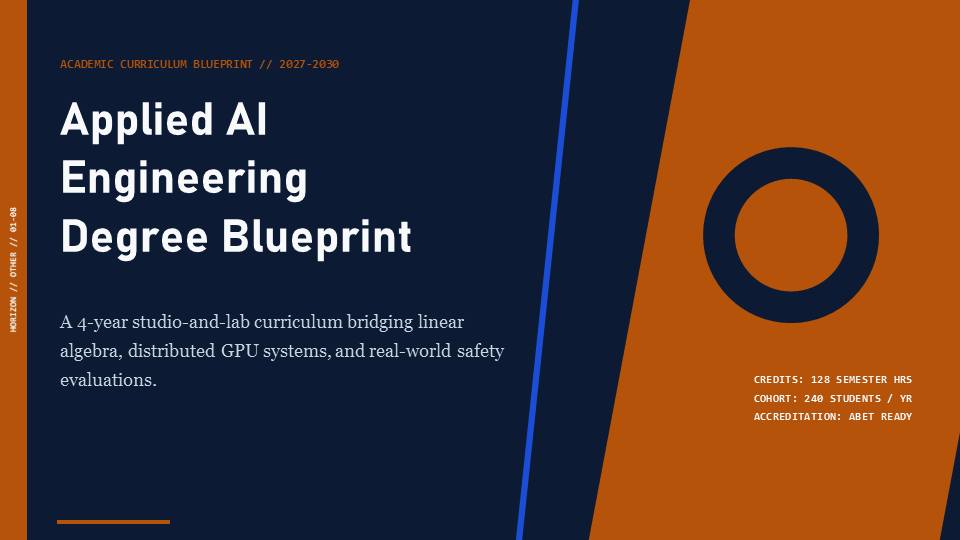 HORIZON // OTHER // 01-08
ACADEMIC CURRICULUM BLUEPRINT // 2027-2030
Applied AI
Engineering
Degree Blueprint
A 4-year studio-and-lab curriculum bridging linear
algebra, distributed GPU systems, and real-world safety
evaluations.
CREDITS: 128 SEMESTER HRS
COHORT: 240 STUDENTS / YR
ACCREDITATION: ABET READY